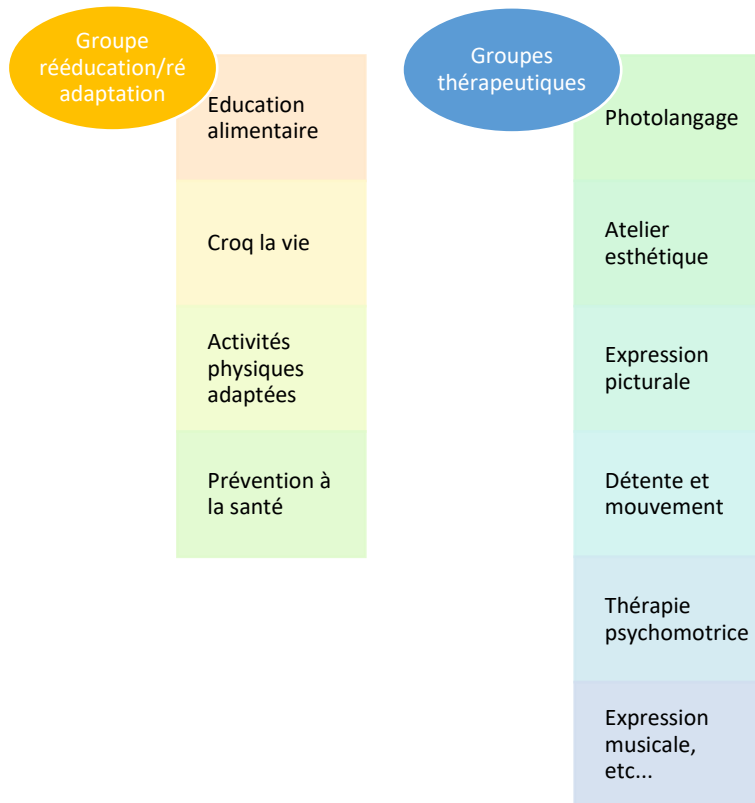 Groupe
rééducation/ré
adaptation
Education
alimentaire
Croq la vie
Activités
physiques
adaptées
Prévention à
la santé
Groupes
thérapeutiques
Photolangage
Atelier
esthétique
Expression
picturale
Détente et
mouvement
Thérapie
psychomotrice
Expression
musicale,
etc...